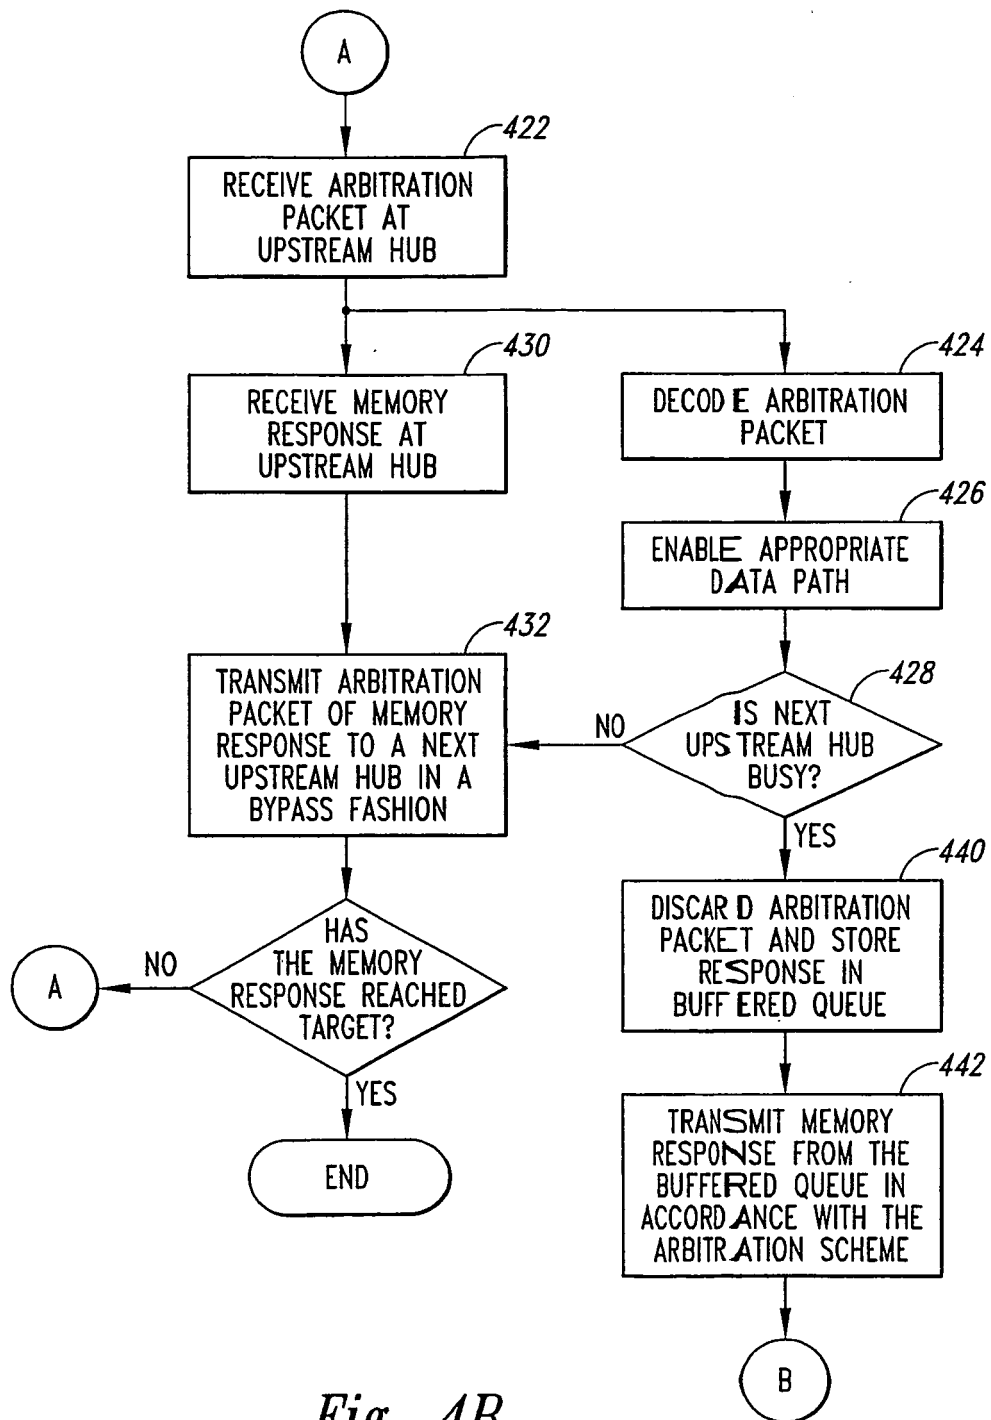 A
422
RECEIVE ARBITRATION
PACKET AT
UPSTREAM HUB
430
RECEIVE MEMORY
RESPONSE AT
UPSTREAM HUB
424
DECODE ARBITRATION
PACKET
426
ENABLE APPROPRIATE
DATA PATH
432
TRANSMIT ARBITRATION
PACKET OF MEMORY
RESPONSE TO A NEXT
UPSTREAM HUB IN A
BYPASS FASHION
428
IS NEXT
UPSTREAM HUB
BUSY?
NO
YES
440
DISCARD ARBITRATION
PACKET AND STORE
RESPONSE IN
BUFFERED QUEUE
HAS
THE MEMORY
RESPONSE REACHED
TARGET?
NO
A
YES
END
442
TRANSMIT MEMORY
RESPONSE FROM THE
BUFFERED QUEUE IN
ACCORDANCE WITH THE
ARBITRATION SCHEME
B
Fig. 4B